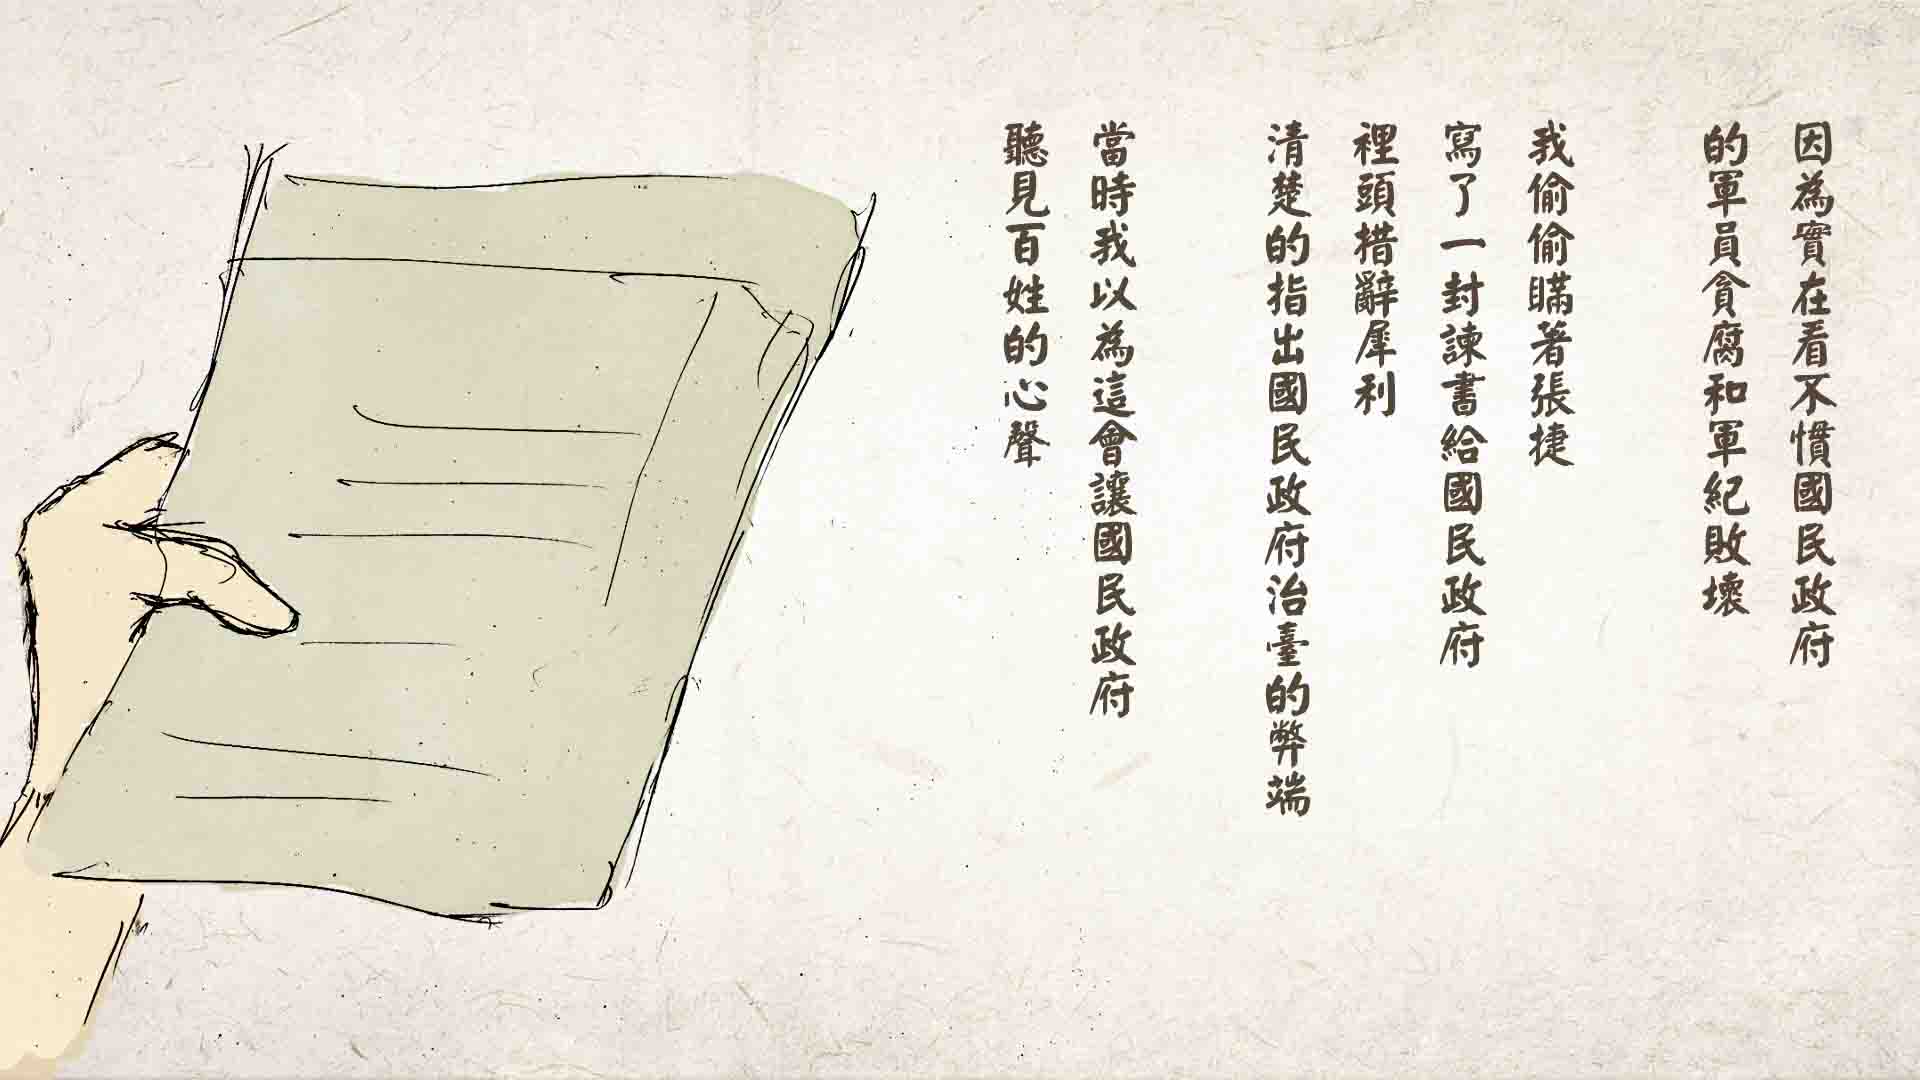 因為實在看不慣國民政府
的軍員貪腐和軍紀敗壞
我偷偷瞞著張捷
寫了一封諫書給國民政府
裡頭措辭犀利
清楚的指出國民政府治臺的弊端
當時我以為這會讓國民政府
聽見百姓的心聲